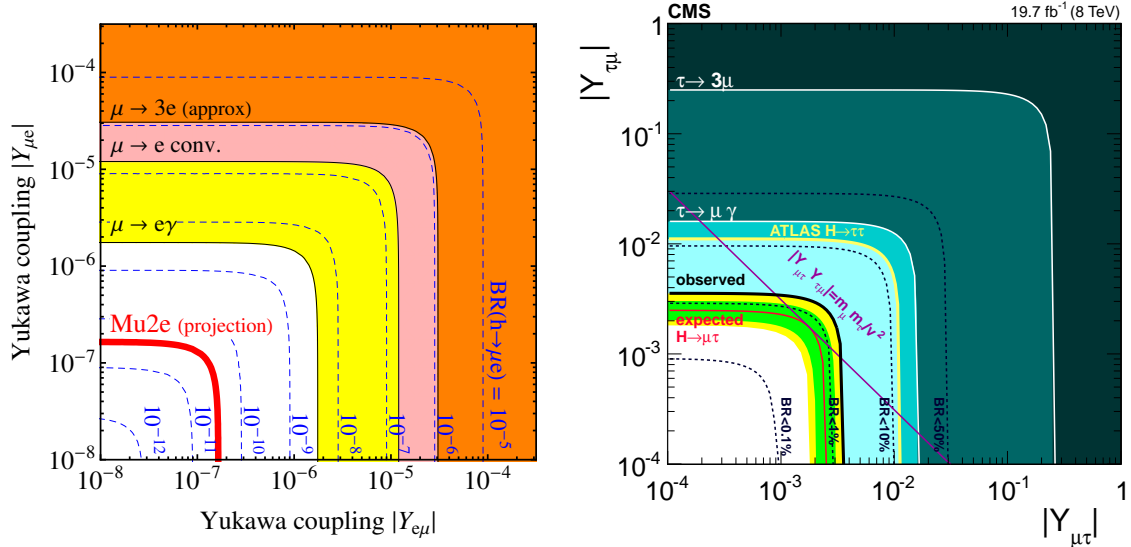 10⁻⁴
10⁻⁵
10⁻⁶
10⁻⁷
10⁻⁸
Yukawa coupling |Y_μe|
μ → 3e (approx)
μ → e conv.
μ → eγ
Mu2e (projection)
10⁻¹²
10⁻¹¹
10⁻¹⁰
10⁻⁹
10⁻⁸
10⁻⁷
10⁻⁶
BR(h→μe) = 10⁻⁵
10⁻⁸
10⁻⁷
10⁻⁶
10⁻⁵
10⁻⁴
Yukawa coupling |Y_eμ|
CMS
19.7 fb⁻¹ (8 TeV)
|Y_τμ|
1
10⁻¹
10⁻²
10⁻³
10⁻⁴
τ→ 3μ
τ→ μ γ
ATLAS H→ττ
|Y_μτ Y_τμ|=m_μ m_τ/v²
observed
expected
H→μτ
BR<0.1%
BR<1%
BR<10%
BR<50%
10⁻⁴
10⁻³
10⁻²
10⁻¹
1
|Y_μτ|